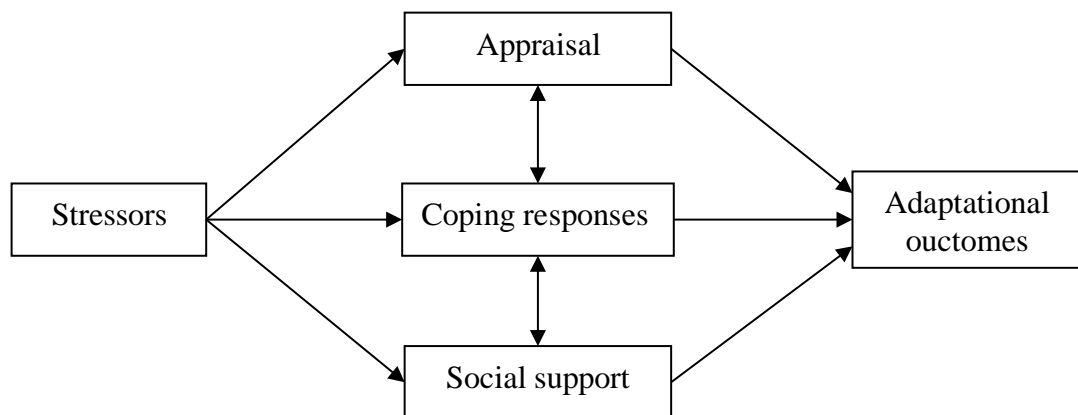 Appraisal
Stressors
Coping responses
Adaptational
ouctomes
Social support